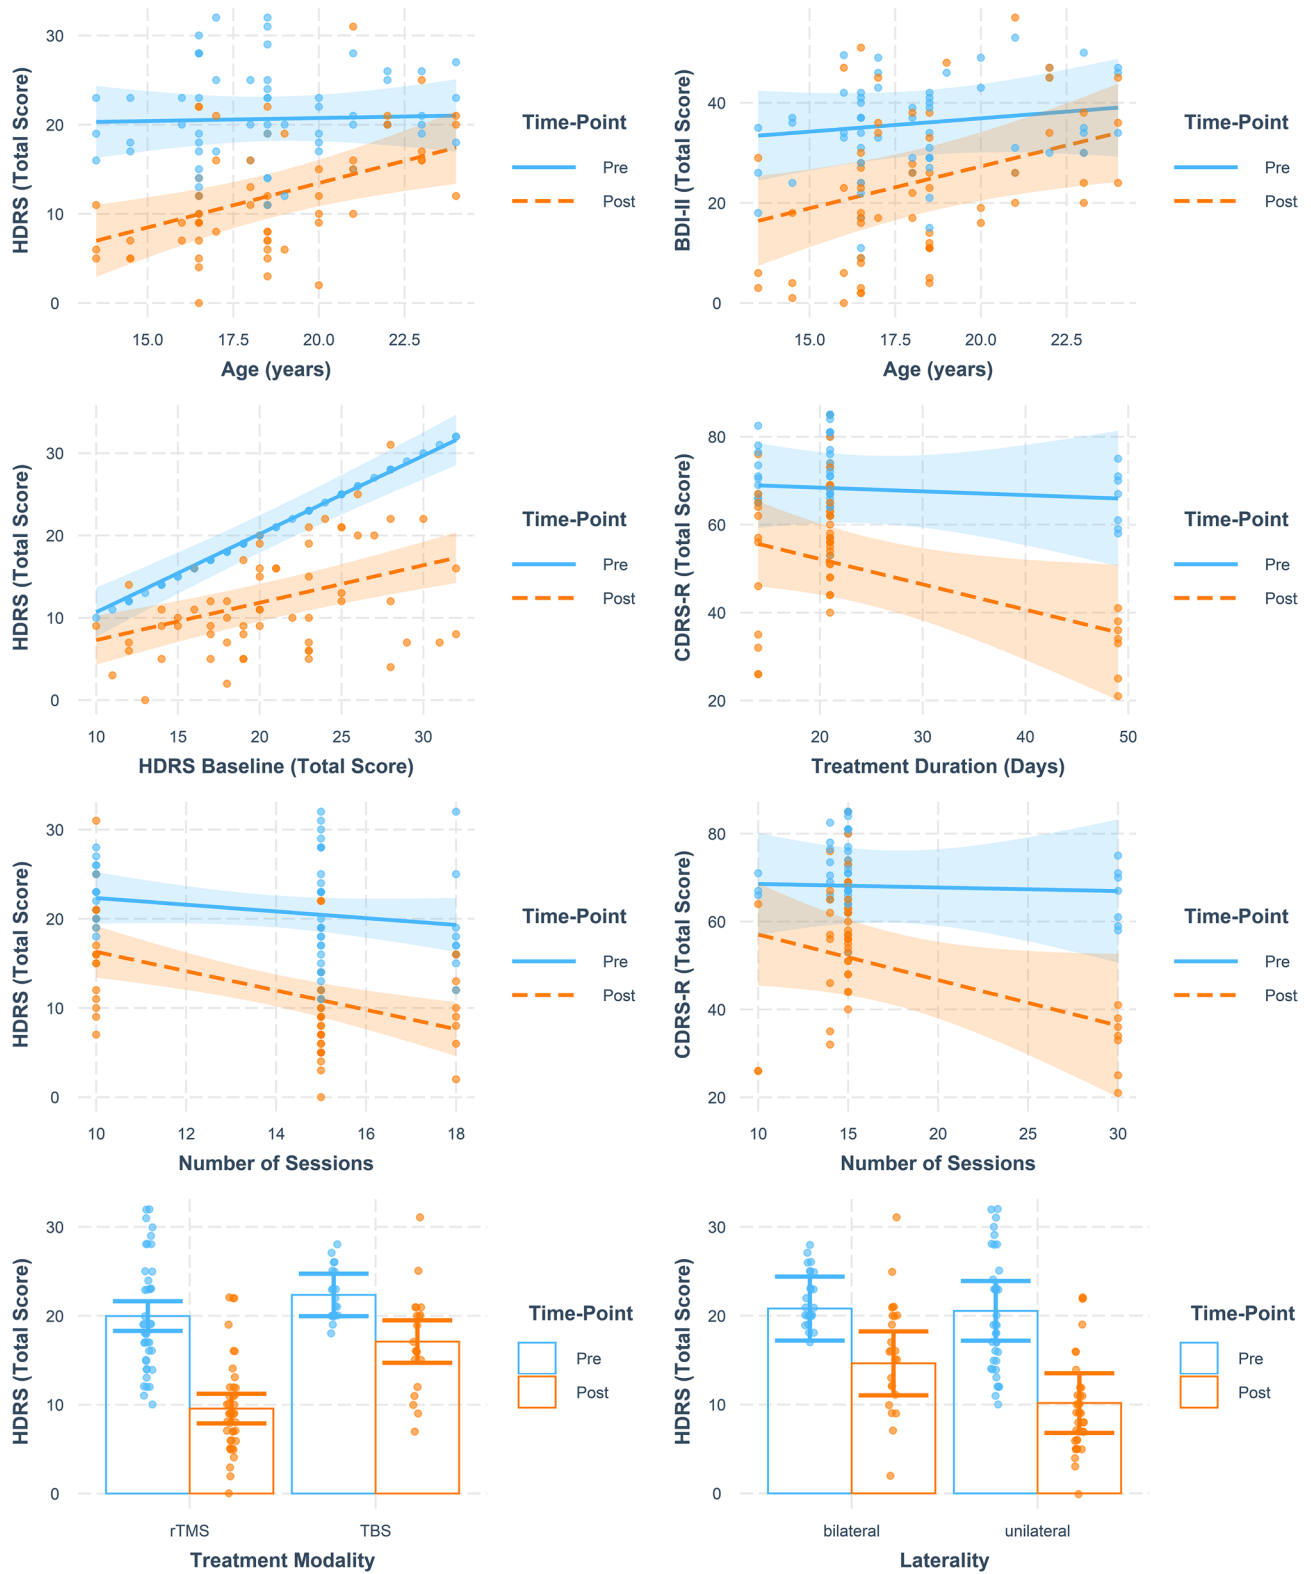 HDRS (Total Score)
30
20
10
0
15.0 17.5 20.0 22.5
Age (years)
Time-Point
Pre
Post
BDI-II (Total Score)
40
20
0
15.0 17.5 20.0 22.5
Age (years)
Time-Point
Pre
Post
HDRS (Total Score)
30
20
10
0
10 15 20 25 30
HDRS Baseline (Total Score)
Time-Point
Pre
Post
CDRS-R (Total Score)
80
60
40
20
20 30 40 50
Treatment Duration (Days)
Time-Point
Pre
Post
HDRS (Total Score)
30
20
10
0
10 12 14 16 18
Number of Sessions
Time-Point
Pre
Post
CDRS-R (Total Score)
80
60
40
20
10 15 20 25 30
Number of Sessions
Time-Point
Pre
Post
HDRS (Total Score)
30
20
10
0
rTMS TBS
Treatment Modality
Time-Point
Pre
Post
HDRS (Total Score)
30
20
10
0
bilateral unilateral
Laterality
Time-Point
Pre
Post